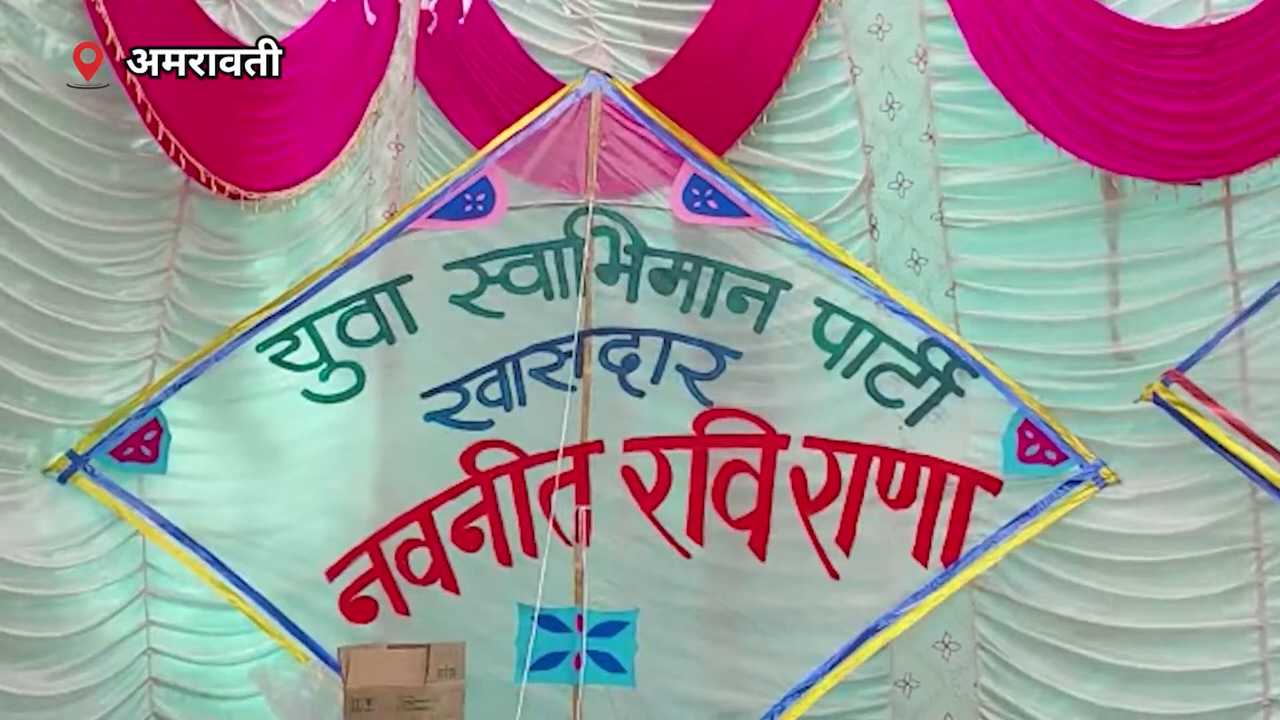 अमरावती
युवा स्वाभिमान पार्टी
खासदार
नवनीत रवि राणा